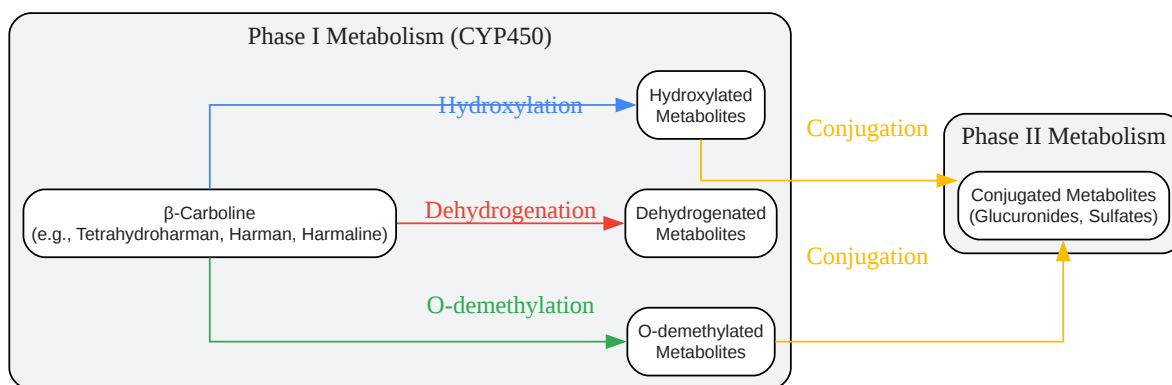 Phase I Metabolism (CYP450)
Hydroxylation
Hydroxylated
Metabolites
Conjugation
Phase II Metabolism
β-Carboline
(e.g., Tetrahydroharman, Harman, Harmaline)
Dehydrogenation
Dehydrogenated
Metabolites
Conjugated Metabolites
(Glucuronides, Sulfates)
Conjugation
O-demethylation
O-demethylated
Metabolites